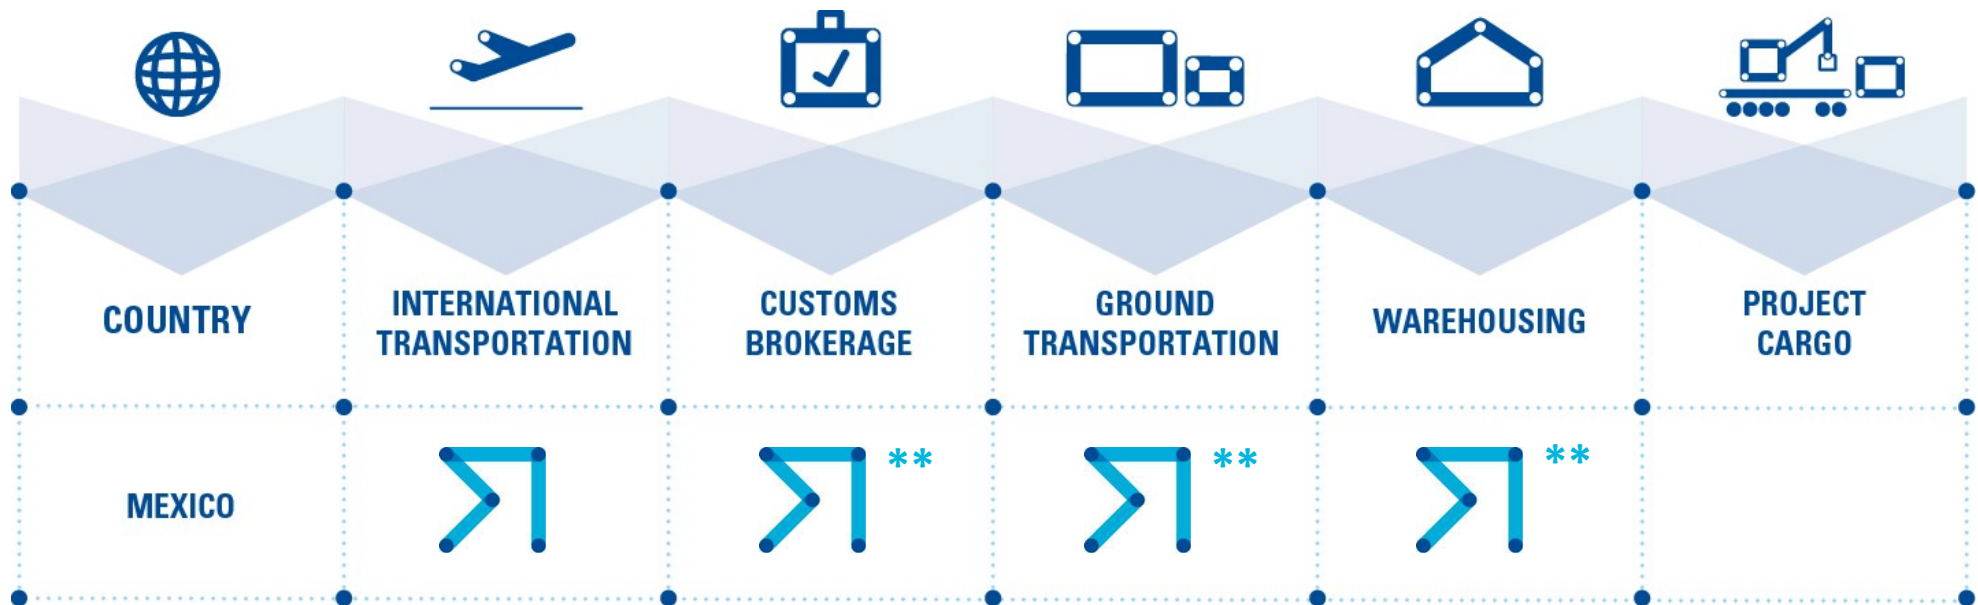 COUNTRY
INTERNATIONAL
TRANSPORTATION
CUSTOMS
BROKERAGE
GROUND
TRANSPORTATION
WAREHOUSING
PROJECT
CARGO
MEXICO
**
**
**